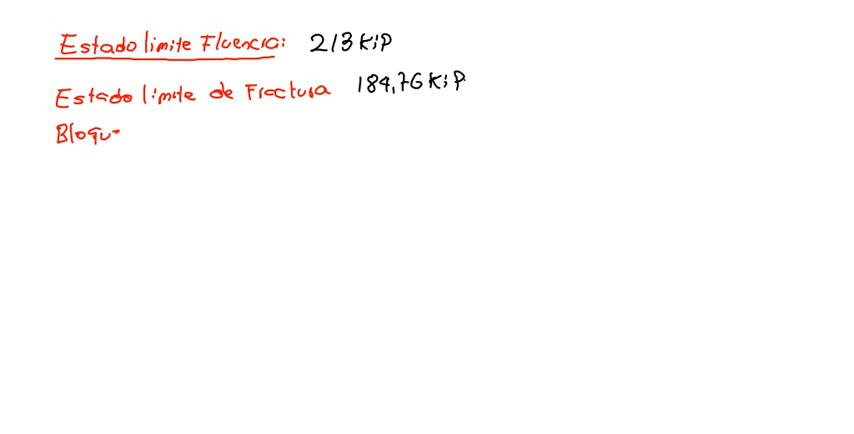 Estado limite Fluencia: 213 KiP
Estado limite de Fractura 184,76 KiP
Bloqu